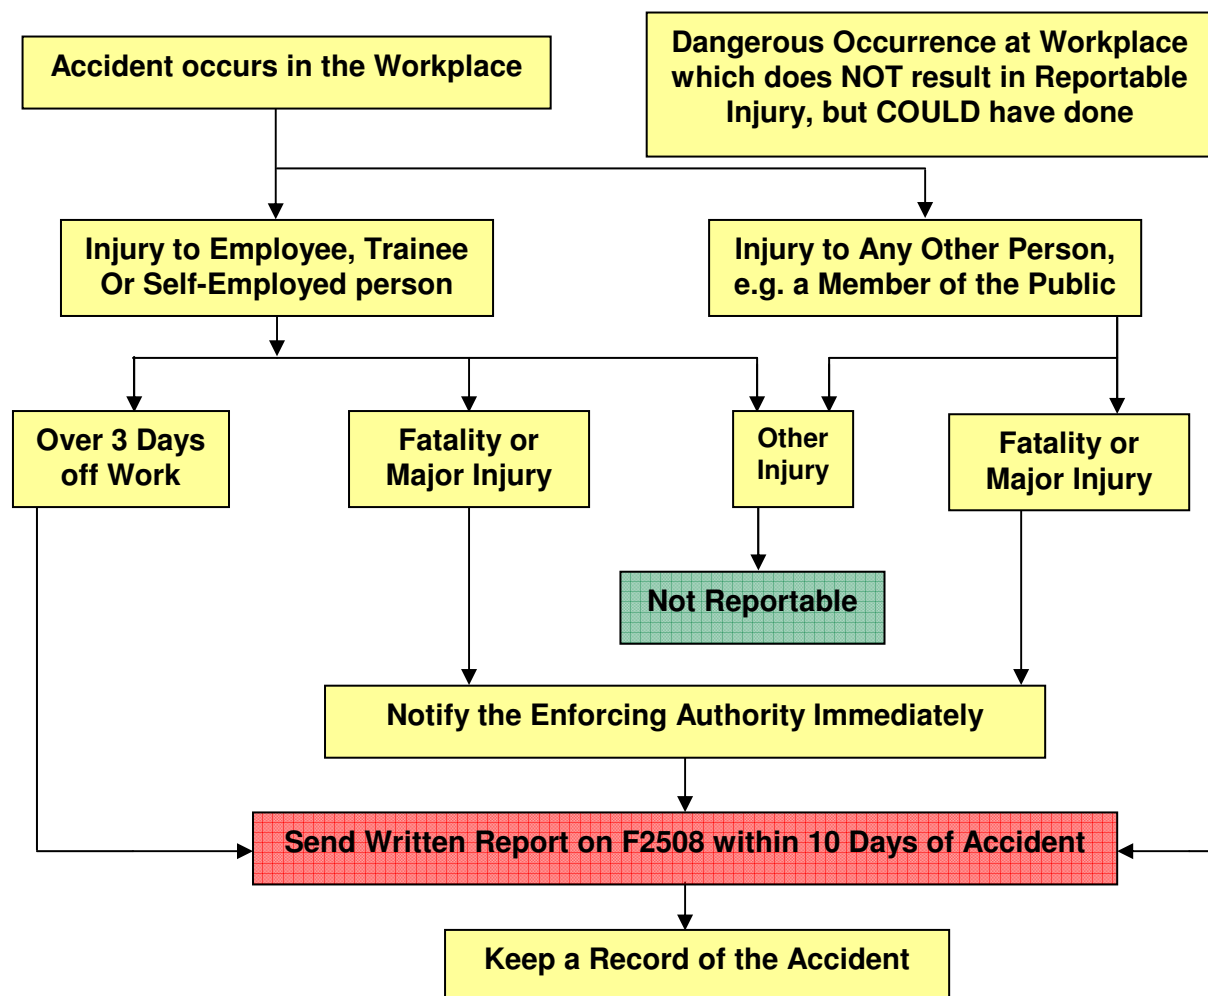 Accident occurs in the Workplace
Dangerous Occurrence at Workplace
which does NOT result in Reportable
Injury, but COULD have done
Injury to Employee, Trainee
Or Self-Employed person
Injury to Any Other Person,
e.g. a Member of the Public
Over 3 Days
off Work
Fatality or
Major Injury
Other
Injury
Fatality or
Major Injury
Not Reportable
Notify the Enforcing Authority Immediately
Send Written Report on F2508 within 10 Days of Accident
Keep a Record of the Accident